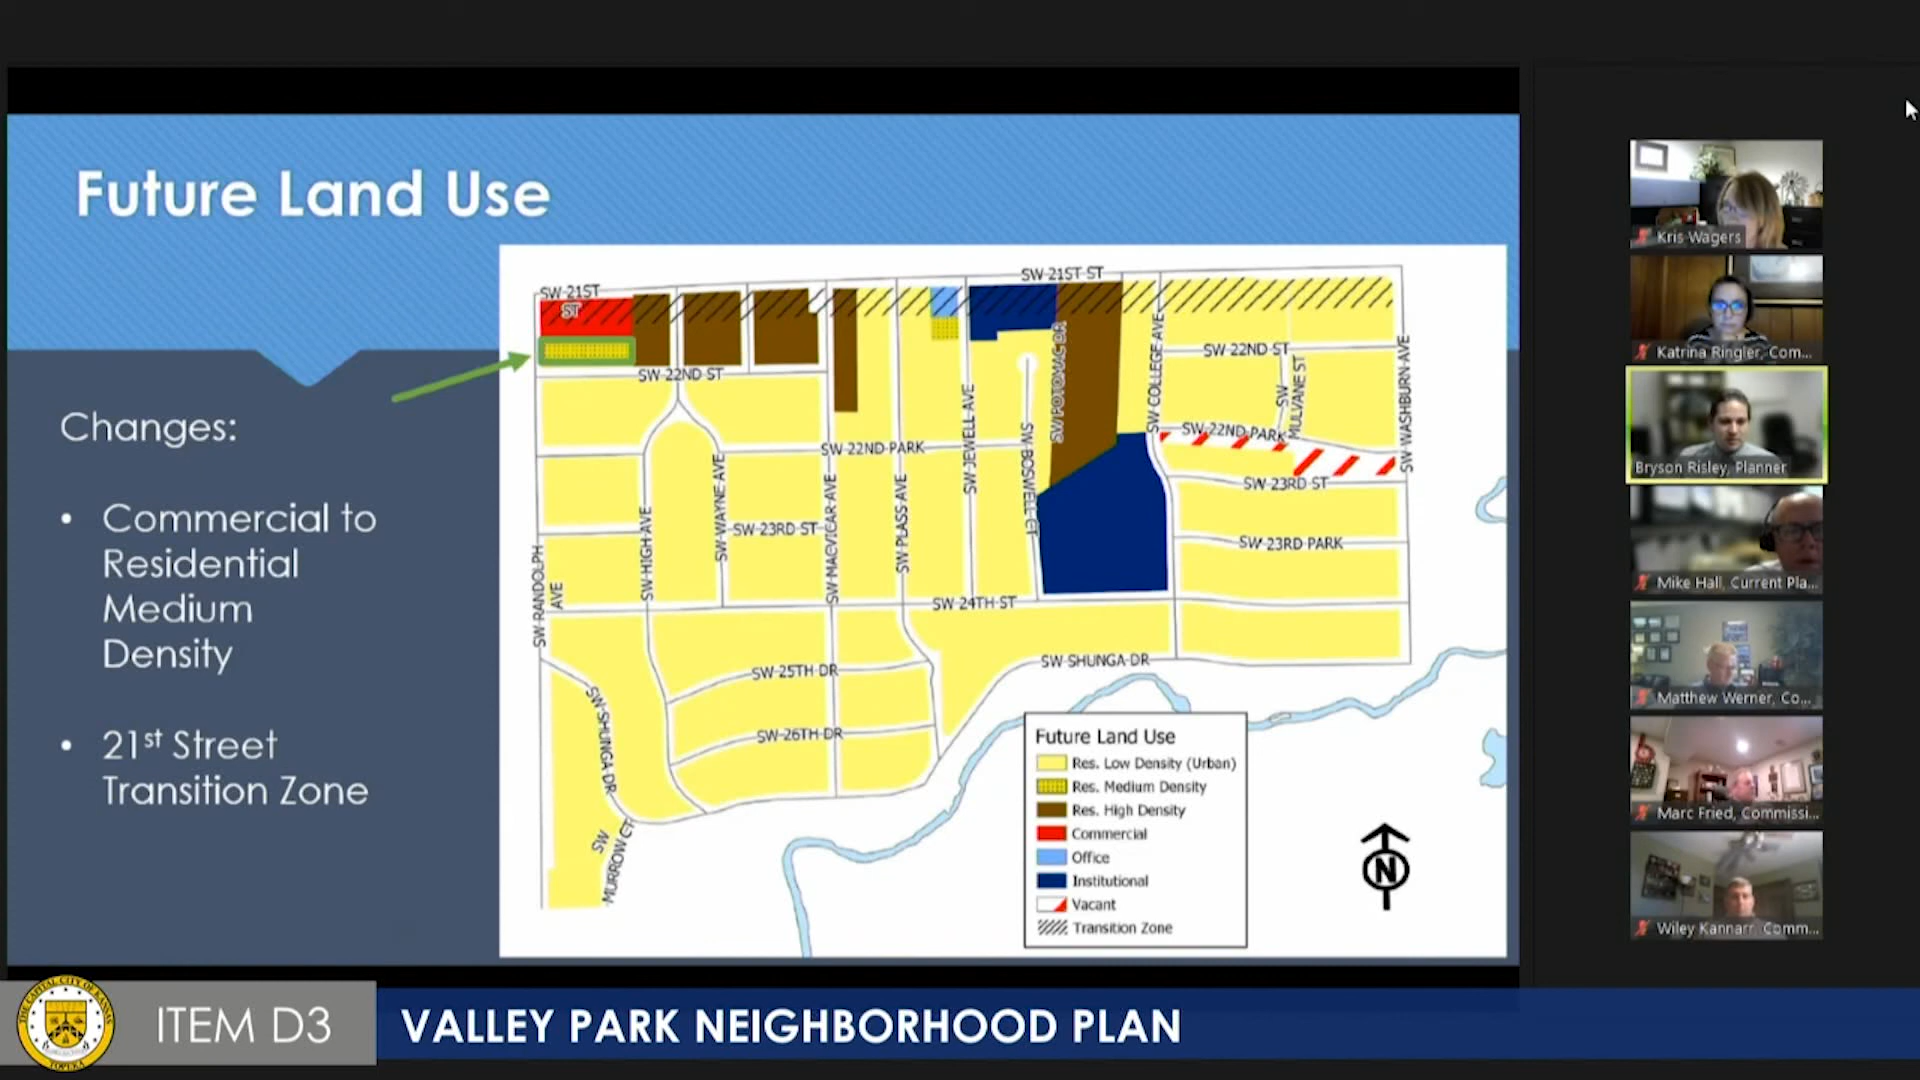 Future Land Use
Changes:
• Commercial to
Residential
Medium
Density
• 21st Street
Transition Zone
SW 21ST
ST
SW 21ST ST
SW 22ND ST
SW 22ND ST
SW 22ND PARK
SW 22ND PARK
SW 23RD ST
SW 23RD ST
SW 23RD PARK
SW 24TH ST
SW 25TH DR
SW 26TH DR
SW SHUNGA DR
SW RANDOLPH
AVE
SW HIGH AVE
SW WAYNE AVE
SW MACVICAR AVE
SW PLASS AVE
SW JEWELL AVE
SW BOSWELL CT
SW POTOMAC DR
SW COLLEGE AVE
SW
MULVANE ST
SW WASHBURN AVE
SW SHUNGA DR
SW
MURROW CT
Future Land Use
Res. Low Density (Urban)
Res. Medium Density
Res. High Density
Commercial
Office
Institutional
Vacant
Transition Zone
N
Kris Wagers
Katrina Ringler, Com...
Bryson Risley, Planner
Mike Hall, Current Pla...
Matthew Werner, Co...
Marc Fried, Commissi...
Wiley Kannarr, Comm...
THE CAPITAL CITY OF KANSAS
TOPEKA
ITEM D3
VALLEY PARK NEIGHBORHOOD PLAN